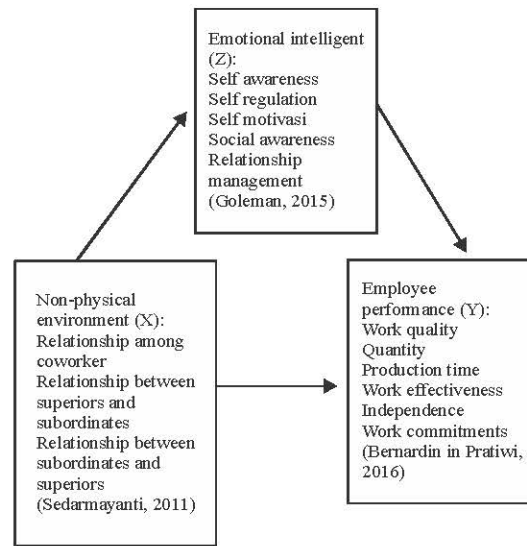 Emotional intelligent
(Z):
Self awareness
Self regulation
Self motivasi
Social awareness
Relationship
management
(Goleman, 2015)
Non-physical
environment (X):
Relationship among
coworker
Relationship between
superiors and
subordinates
Relationship between
subordinates and
superiors
(Sedarmayanti, 2011)
Employee
performance (Y):
Work quality
Quantity
Production time
Work effectiveness
Independence
Work commitments
(Bernardin in Pratiwi,
2016)